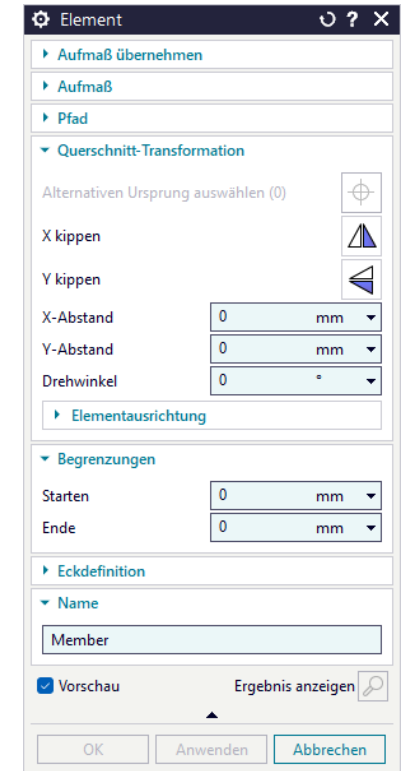 Element
Aufmaß übernehmen
Aufmaß
Pfad
Querschnitt-Transformation
Alternativen Ursprung auswählen (0)
X kippen
Y kippen
X-Abstand 0 mm
Y-Abstand 0 mm
Drehwinkel 0 °
Elementausrichtung
Begrenzungen
Starten 0 mm
Ende 0 mm
Eckdefinition
Name
Member
Vorschau Ergebnis anzeigen
OK Anwenden Abbrechen